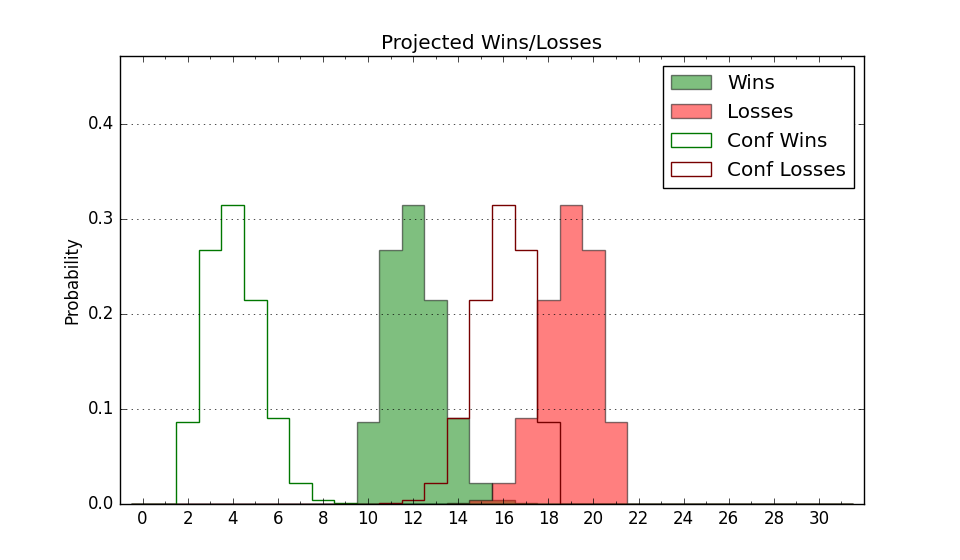 Projected Wins/Losses
Wins
Losses
Conf Wins
Conf Losses
Probability
0.4
0.3
0.2
0.1
0.0
0 2 4 6 8 10 12 14 16 18 20 22 24 26 28 30